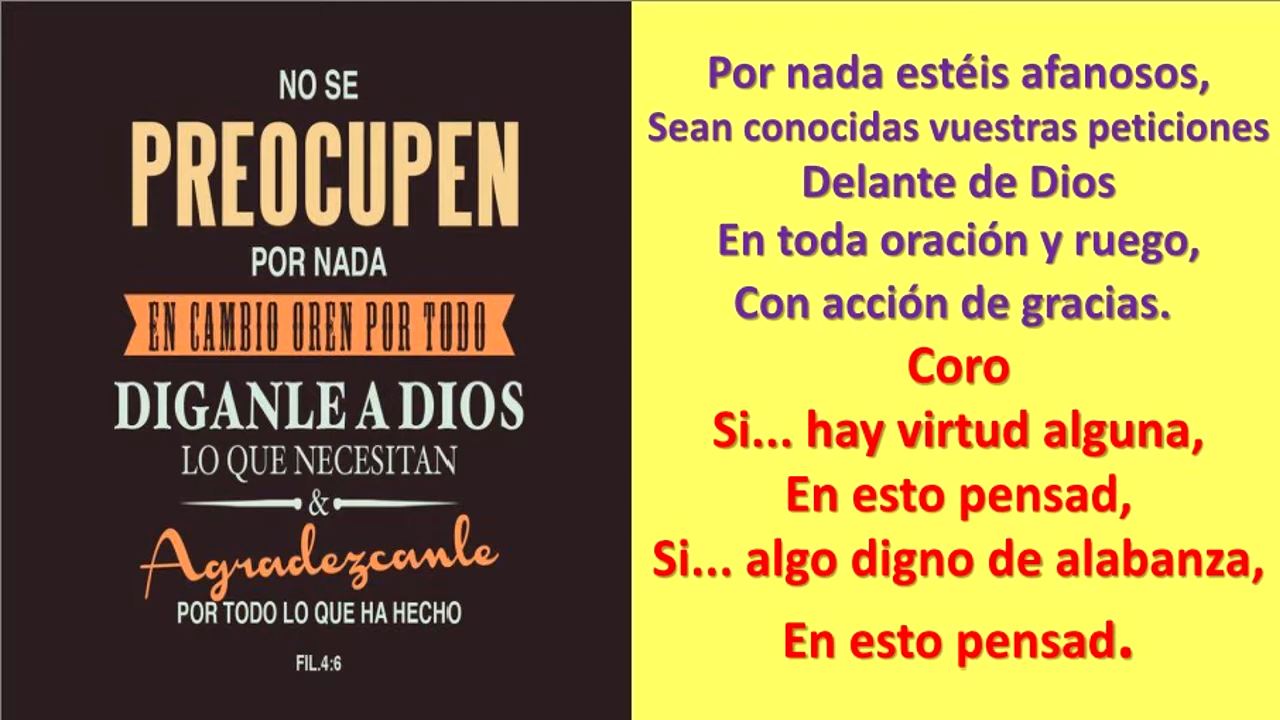 NO SE
PREOCUPEN
POR NADA
EN CAMBIO OREN POR TODO
DIGANLE A DIOS
LO QUE NECESITAN
&
Agradezcanle
POR TODO LO QUE HA HECHO
FIL.4:6
Por nada estéis afanosos,
Sean conocidas vuestras peticiones
Delante de Dios
En toda oración y ruego,
Con acción de gracias.
Coro
Si... hay virtud alguna,
En esto pensad,
Si... algo digno de alabanza,
En esto pensad.